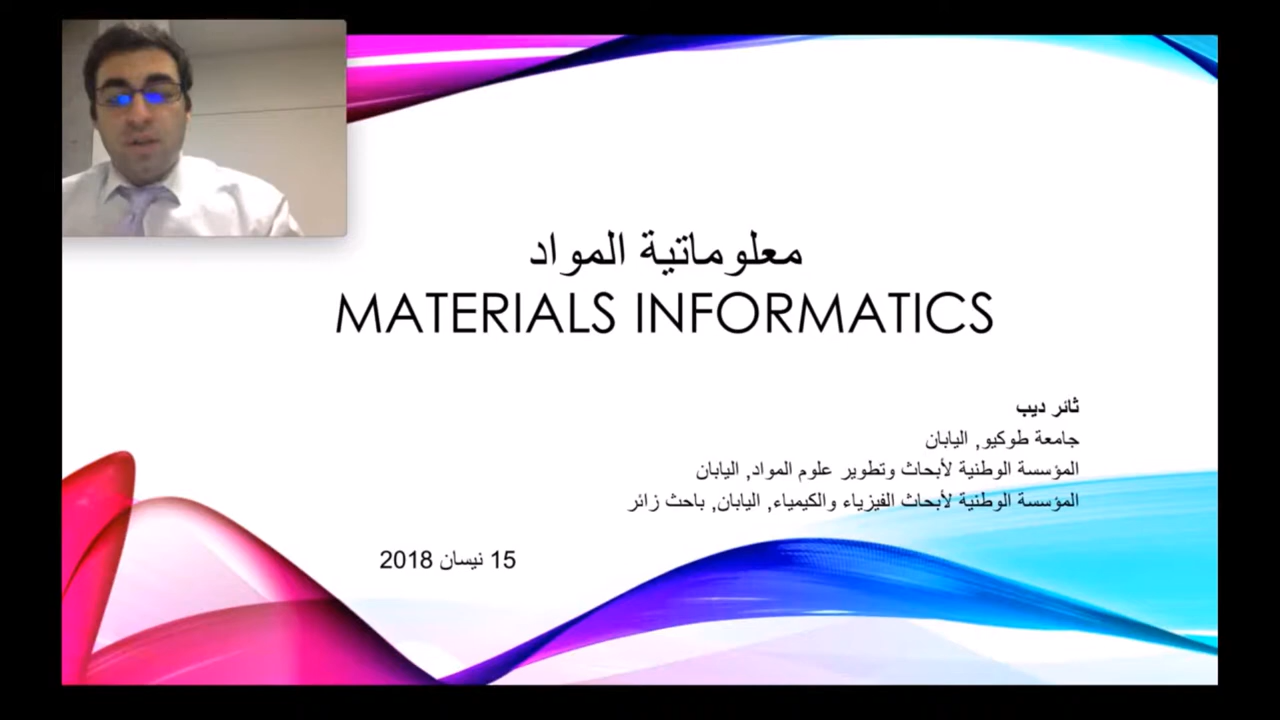 معلوماتية المواد
MATERIALS INFORMATICS
ثائر ديب
جامعة طوكيو, اليابان
المؤسسة الوطنية لأبحاث وتطوير علوم المواد, اليابان
المؤسسة الوطنية لأبحاث الفيزياء والكيمياء, اليابان, باحث زائر
15 نيسان 2018